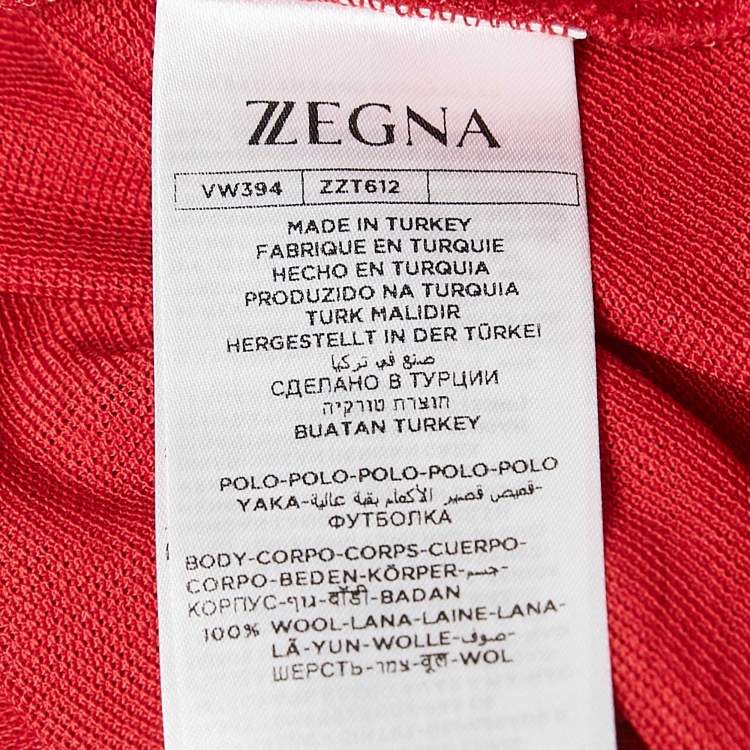 ZZEGNA
VW394 ZZT612
MADE IN TURKEY
FABRIQUE EN TURQUIE
HECHO EN TURQUIA
PRODUZIDO NA TURQUIA
TURK MALIDIR
HERGESTELLT IN DER TÜRKEI
صنع في تركيا
СДЕЛАНО В ТУРЦИИ
תוצרת טורקיה
BUATAN TURKEY
POLO-POLO-POLO-POLO-POLO
YAKA-قميص قصير الأكمام بقبة عالية-
ФУТБОЛКА
BODY-CORPO-CORPS-CUERPO-
CORPO-BEDEN-KÖRPER-جسم-
КОРПУС-גוף-बॉडी-BADAN
100% WOOL-LANA-LAINE-LANA-
LÃ-YUN-WOLLE-صوف-
ШЕРСТЬ-צמר-वूल-WOL